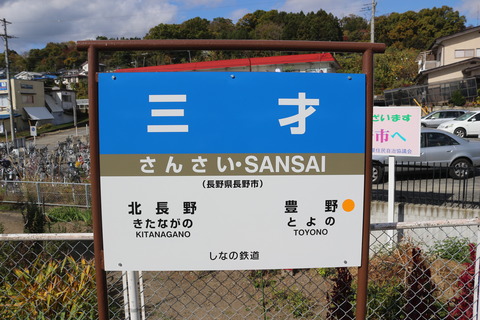 三才
さんさい・SANSAI
(長野県長野市)
北長野
きたながの
KITANAGANO
豊野
とよの
TOYONO
しなの鉄道
ざいます
市へ